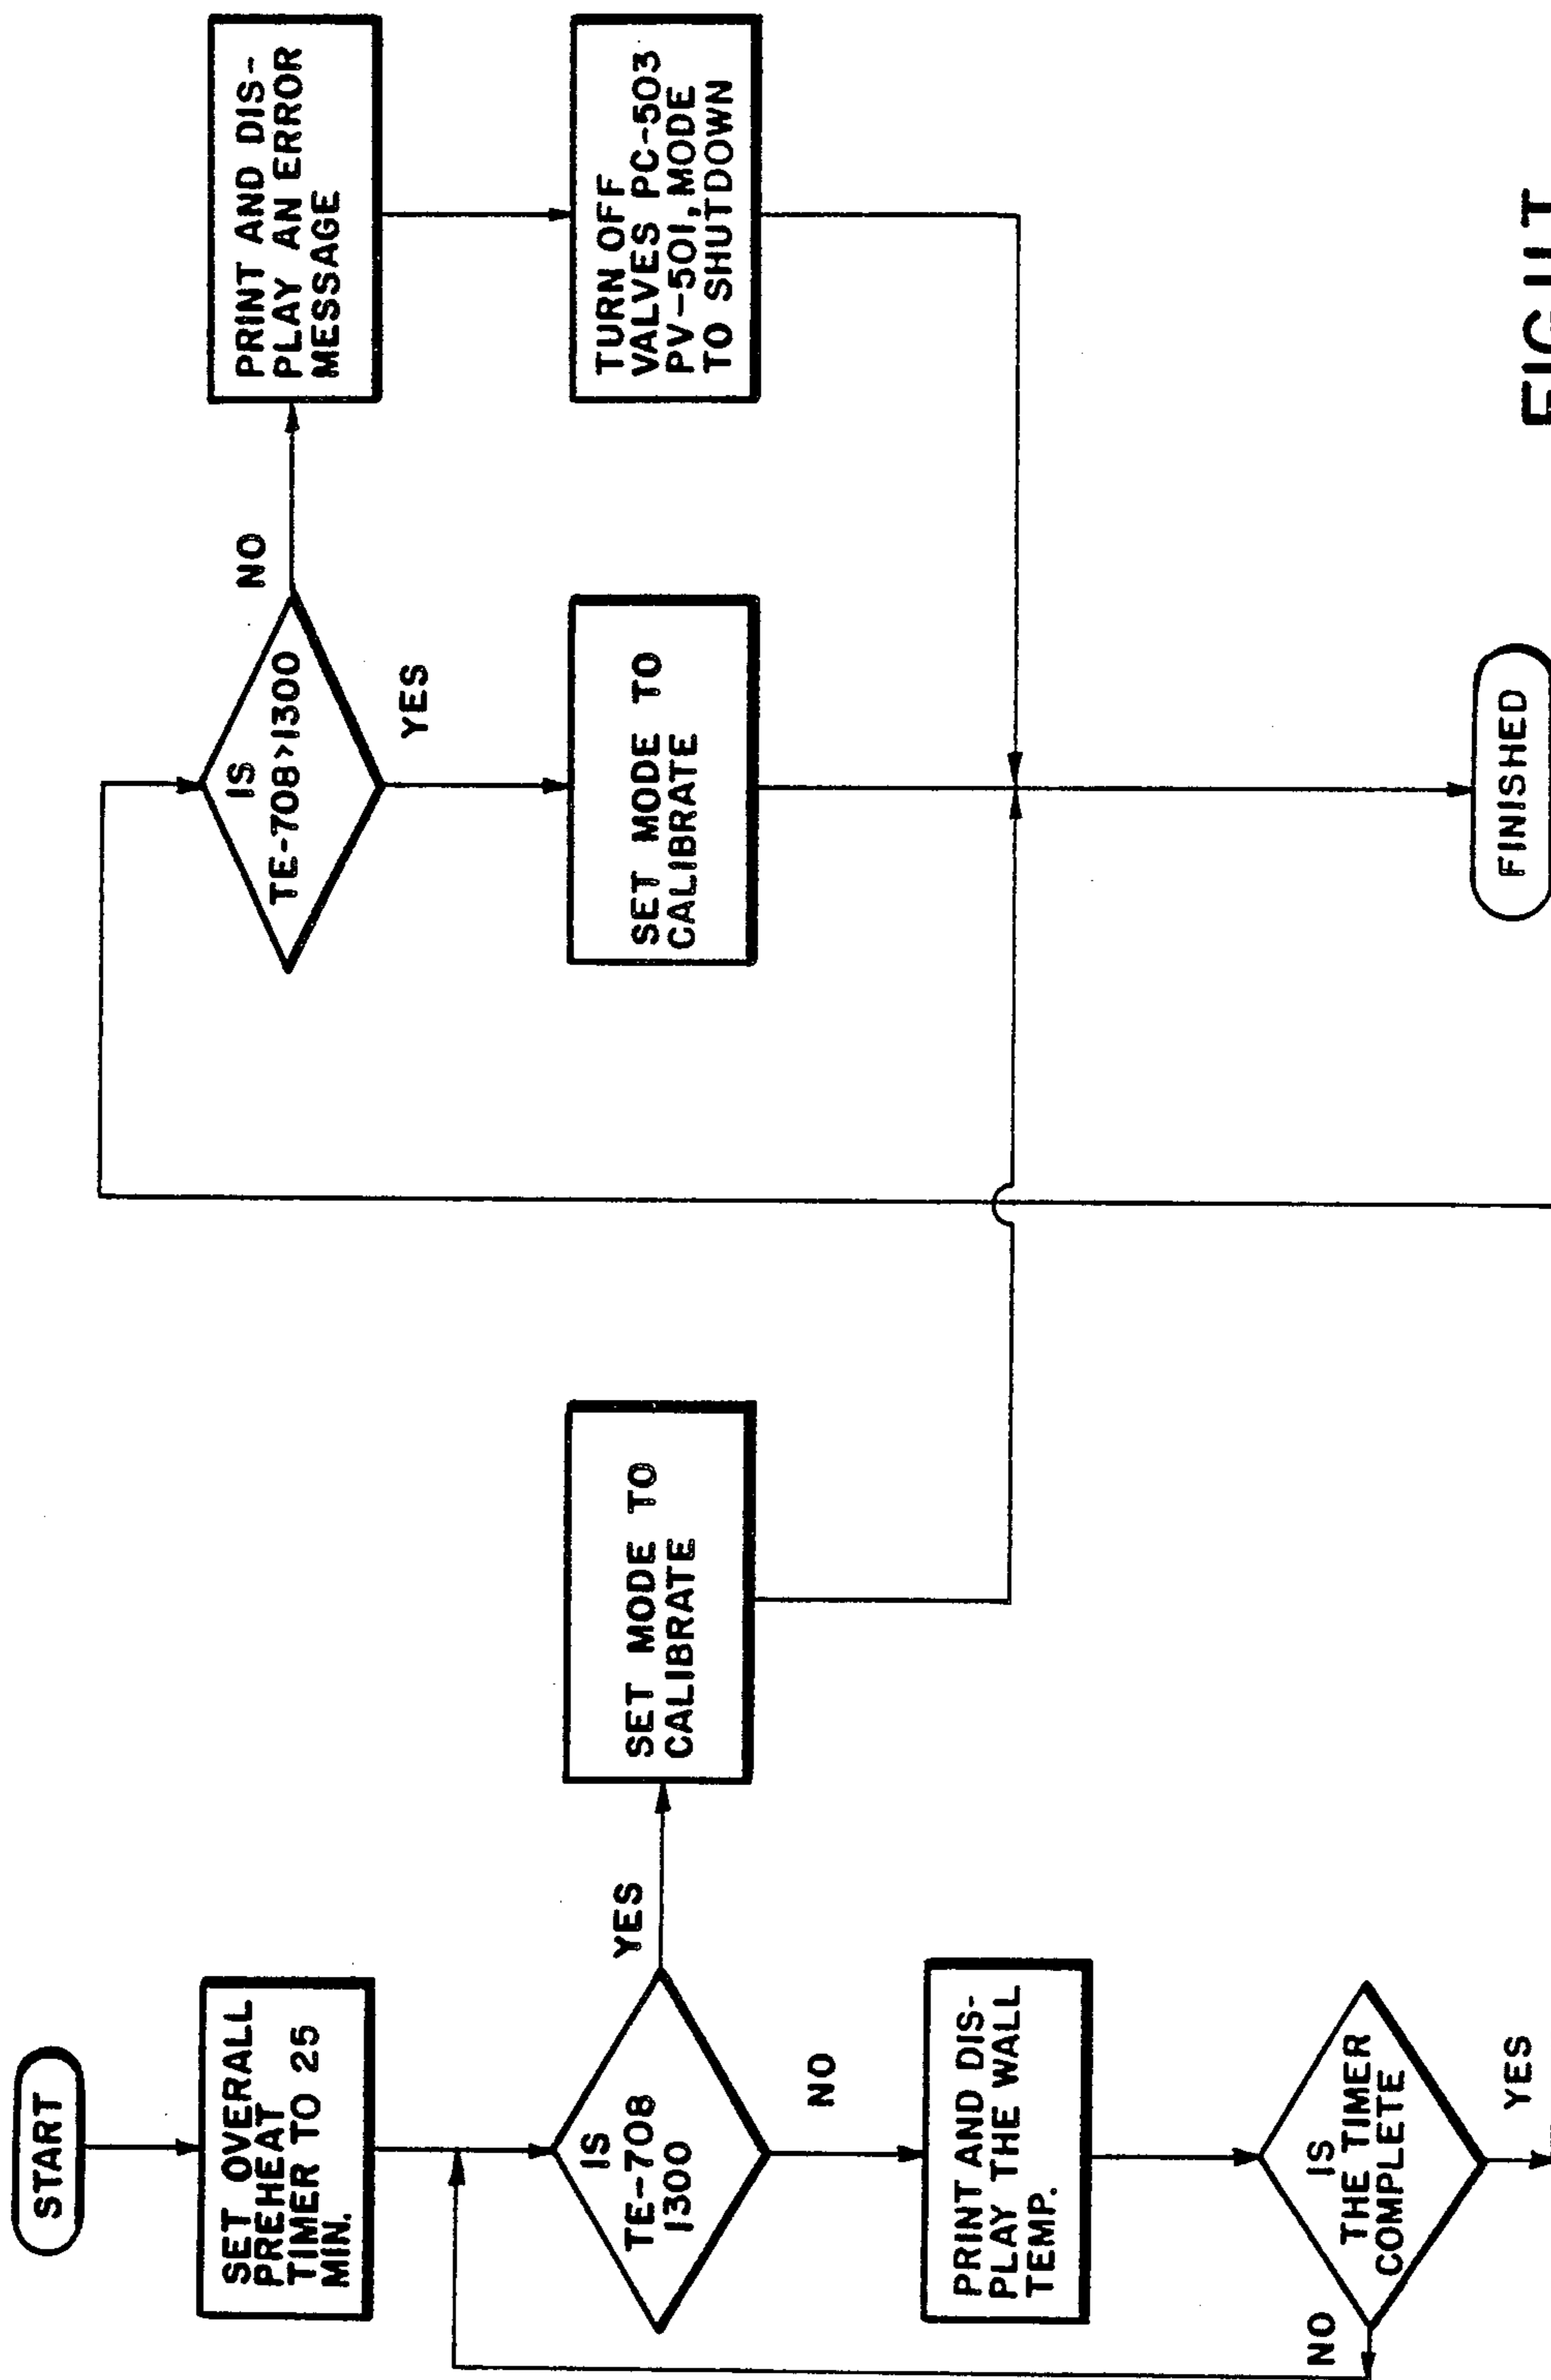 START
SET OVERALL
PREHEAT
TIMER TO 25
MIN.
IS
TE-708
1300
YES
SET MODE TO
CALIBRATE
NO
PRINT AND DIS-
PLAY THE WALL
TEMP.
IS
THE TIMER
COMPLETE
NO
YES
IS
TE-708>1300
NO
PRINT AND DIS-
PLAY AN ERROR
MESSAGE
YES
SET MODE TO
CALIBRATE
TURN OFF
VALVES PC-503
PV-501, MODE
TO SHUTDOWN
FINISHED